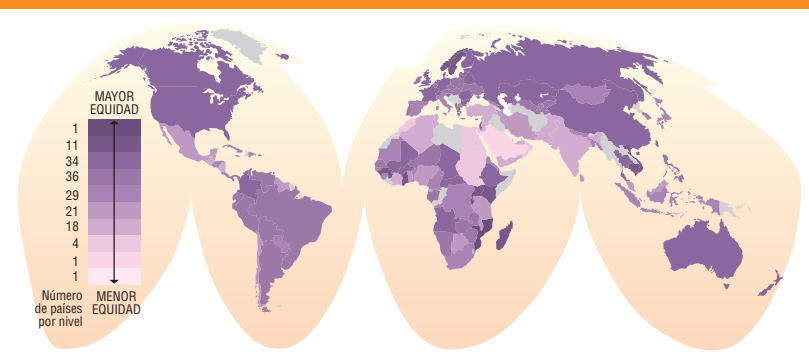 MAYOR
EQUIDAD
1
11
34
36
29
21
18
4
1
1
Número
de países
por nivel
MENOR
EQUIDAD